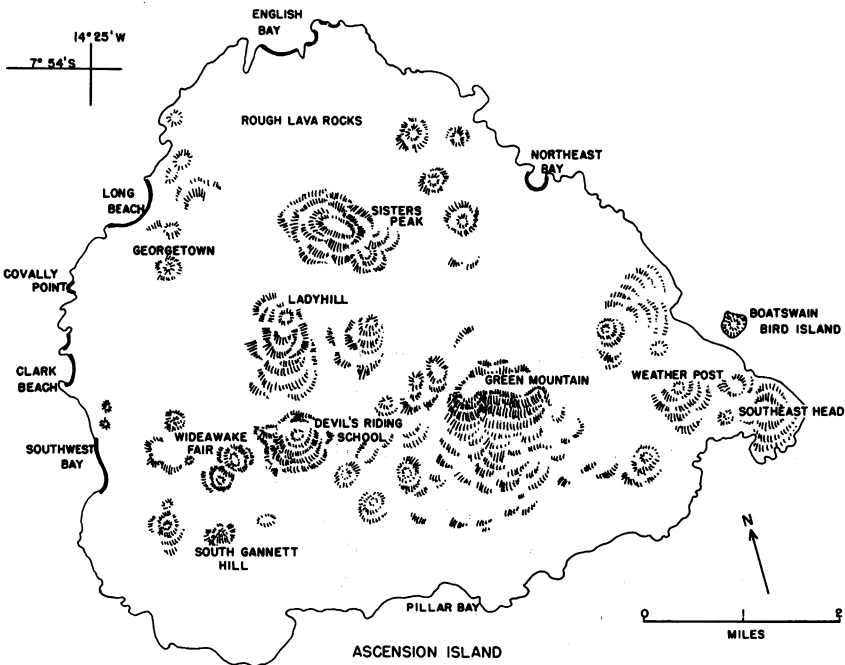 ENGLISH
BAY
14° 25' W
7° 54'S
ROUGH LAVA ROCKS
NORTHEAST
BAY
LONG
BEACH
SISTERS
PEAK
GEORGETOWN
COVALLY
POINT
LADYHILL
BOATSWAIN
BIRD ISLAND
CLARK
BEACH
GREEN MOUNTAIN
WEATHER POST
SOUTHEAST HEAD
DEVIL'S RIDING
SCHOOL
WIDEAWAKE
FAIR
SOUTHWEST
BAY
N
SOUTH GANNETT
HILL
PILLAR BAY
0 1 2
MILES
ASCENSION ISLAND